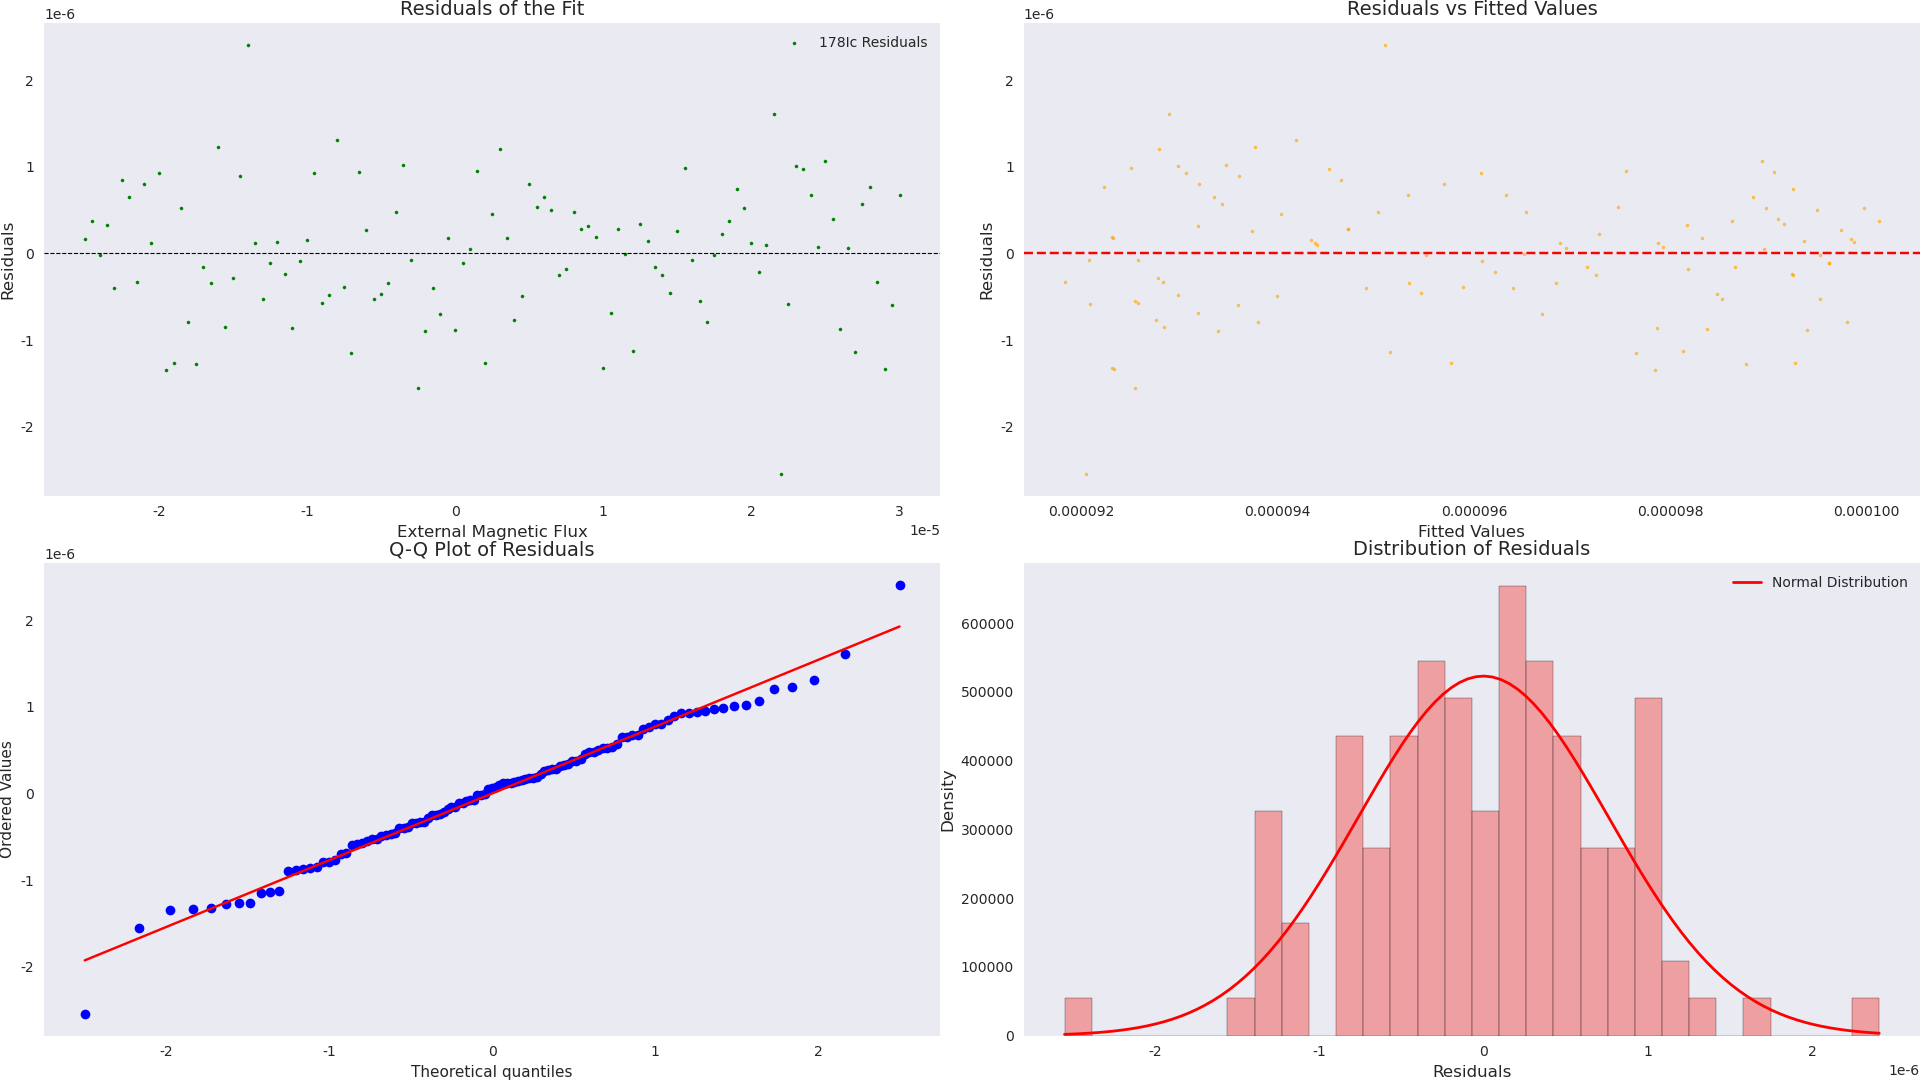 Residuals of the Fit
1e-6
178Ic Residuals
2
1
0
-1
-2
Residuals
-2
-1
0
1
2
3
1e-5
External Magnetic Flux
Residuals vs Fitted Values
1e-6
2
1
0
-1
-2
Residuals
0.000092
0.000094
0.000096
0.000098
0.000100
Fitted Values
Q-Q Plot of Residuals
1e-6
2
1
0
-1
-2
Ordered Values
-2
-1
0
1
2
Theoretical quantiles
Distribution of Residuals
Normal Distribution
600000
500000
400000
300000
200000
100000
0
Density
-2
-1
0
1
2
1e-6
Residuals